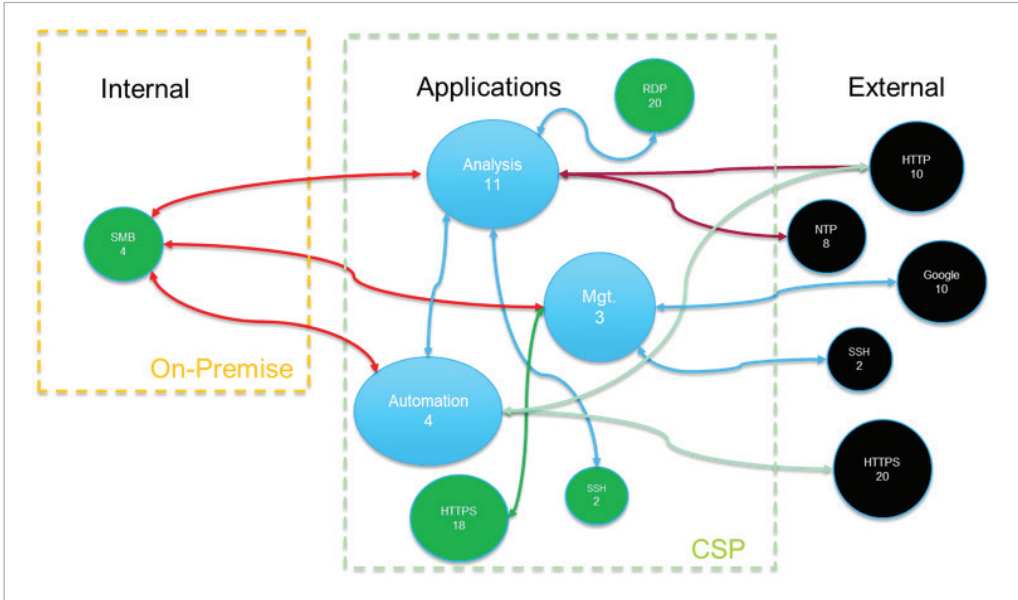 Internal
Applications
External
RDP
20
Analysis
11
HTTP
10
SMB
4
NTP
8
Google
10
Mgt.
3
SSH
2
On-Premise
Automation
4
HTTPS
20
HTTPS
18
SSH
2
CSP